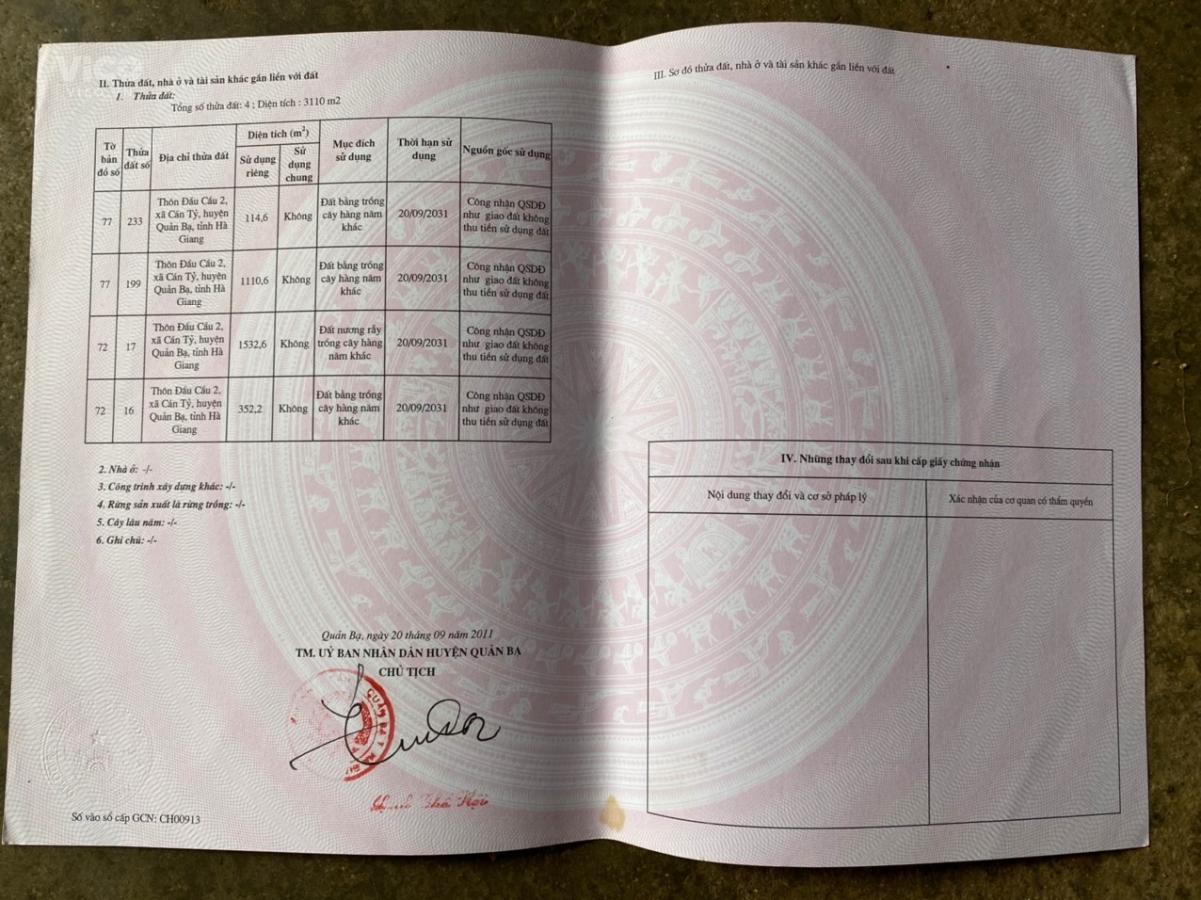 II. Thửa đất, nhà ở và tài sản khác gắn liền với đất
1. Thửa đất:
Tổng số thửa đất: 4 ; Diện tích : 3110 m2
Tờ bản đồ số
Thửa đất số
Địa chỉ thửa đất
Diện tích (m²)
Sử dụng riêng
Sử dụng chung
Mục đích sử dụng
Thời hạn sử dụng
Nguồn gốc sử dụng
77
233
Thôn Đầu Cầu 2,
xã Cán Tỷ, huyện
Quản Bạ, tỉnh Hà
Giang
114,6
Không
Đất bằng trồng
cây hàng năm
khác
20/09/2031
Công nhận QSDĐ
như giao đất không
thu tiền sử dụng đất
77
199
Thôn Đầu Cầu 2,
xã Cán Tỷ, huyện
Quản Bạ, tỉnh Hà
Giang
1110,6
Không
Đất bằng trồng
cây hàng năm
khác
20/09/2031
Công nhận QSDĐ
như giao đất không
thu tiền sử dụng đất
72
17
Thôn Đầu Cầu 2,
xã Cán Tỷ, huyện
Quản Bạ, tỉnh Hà
Giang
1532,6
Không
Đất nương rẫy
trồng cây hàng
năm khác
20/09/2031
Công nhận QSDĐ
như giao đất không
thu tiền sử dụng đất
72
16
Thôn Đầu Cầu 2,
xã Cán Tỷ, huyện
Quản Bạ, tỉnh Hà
Giang
352,2
Không
Đất bằng trồng
cây hàng năm
khác
20/09/2031
Công nhận QSDĐ
như giao đất không
thu tiền sử dụng đất
2. Nhà ở: -/-
3. Công trình xây dựng khác: -/-
4. Rừng sản xuất là rừng trồng: -/-
5. Cây lâu năm: -/-
6. Ghi chú: -/-
Quản Bạ, ngày 20 tháng 09 năm 2011
TM. UỶ BAN NHÂN DÂN HUYỆN QUẢN BẠ
CHỦ TỊCH
Số vào sổ cấp GCN: CH00913
III. Sơ đồ thửa đất, nhà ở và tài sản khác gắn liền với đất
IV. Những thay đổi sau khi cấp giấy chứng nhận
Nội dung thay đổi và cơ sở pháp lý
Xác nhận của cơ quan có thẩm quyền